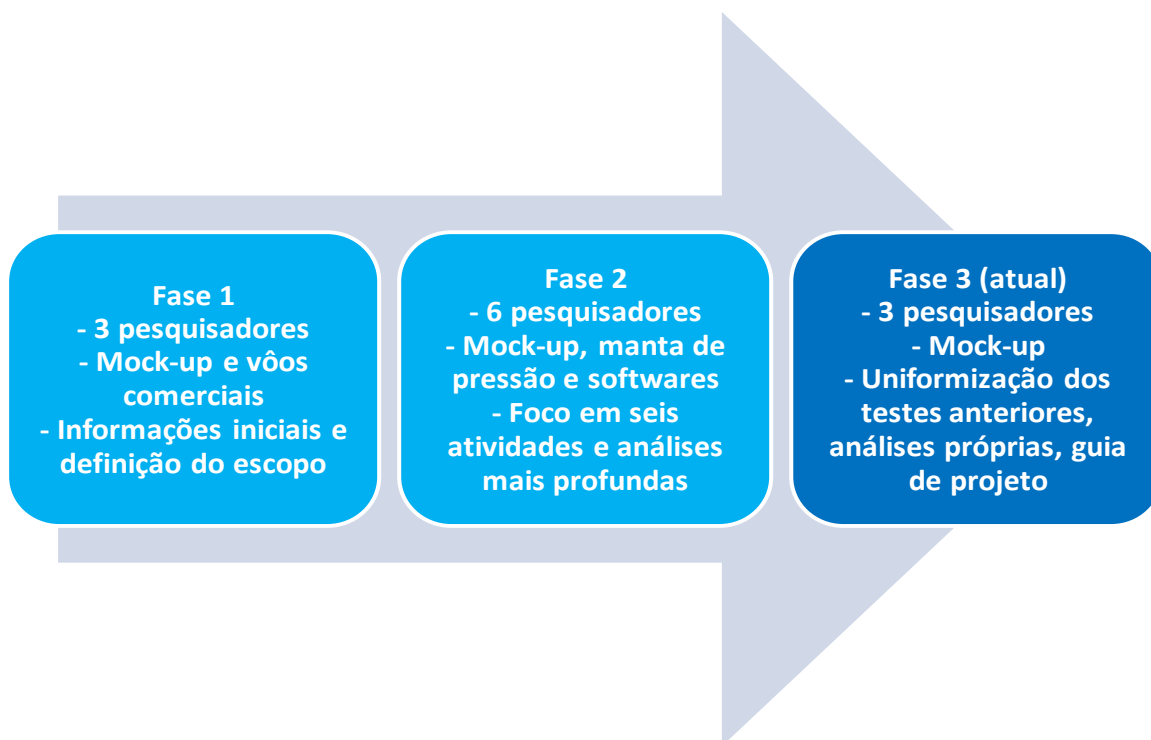 Fase 1
- 3 pesquisadores
- Mock-up e vôos
comerciais
- Informações iniciais e
definição do escopo
Fase 2
- 6 pesquisadores
- Mock-up, manta de
pressão e softwares
- Foco em seis
atividades e análises
mais profundas
Fase 3 (atual)
- 3 pesquisadores
- Mock-up
- Uniformização dos
testes anteriores,
análises próprias, guia
de projeto